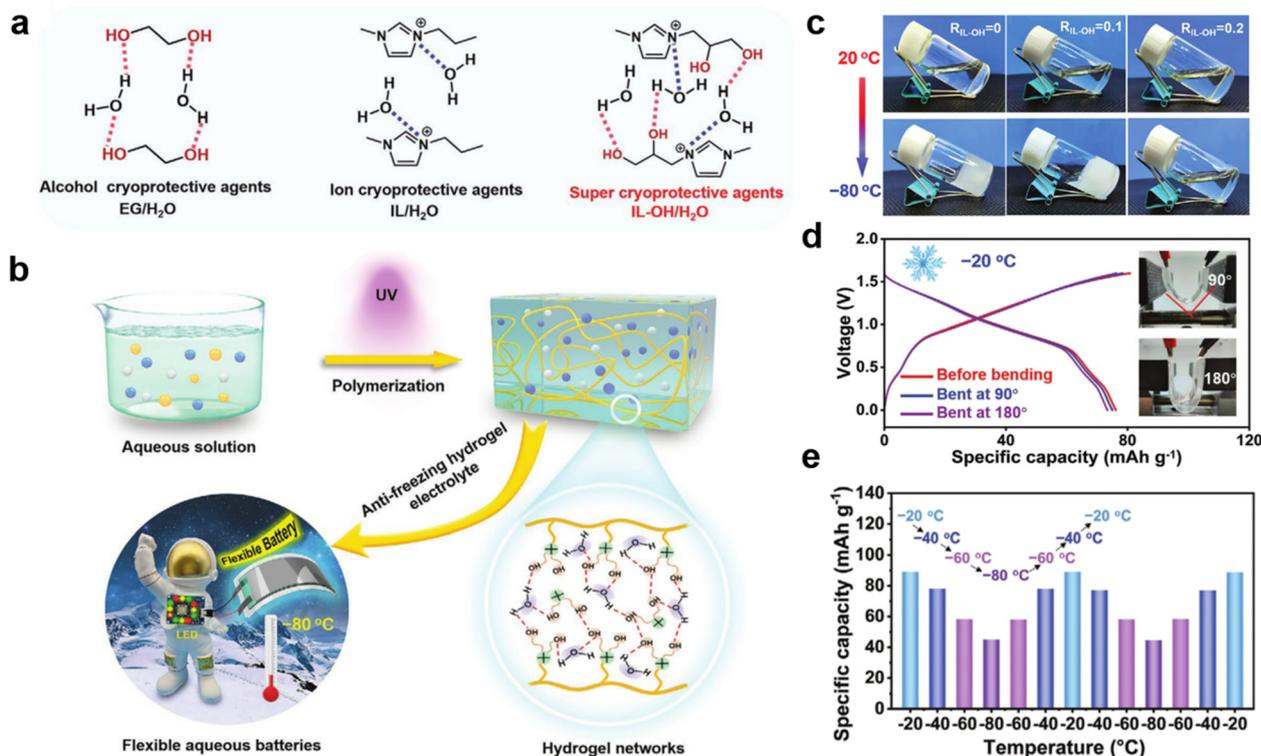 a
HO
OH
H
H
H
O
O
H
HO
OH
Alcohol cryoprotective agents
EG/H₂O
N
N
+
H
O
H
H
O
H
N
N
+
Ion cryoprotective agents
IL/H₂O
N
N
+
OH
OH
H
O
H
H
O
H
H
O
H
OH
HO
N
N
+
Super cryoprotective agents
IL-OH/H₂O
b
UV
Polymerization
Aqueous solution
Anti-freezing hydrogel
electrolyte
Flexible Battery
LED
−80 °C
Flexible aqueous batteries
Hydrogel networks
c
R_IL-OH=0
R_IL-OH=0.1
R_IL-OH=0.2
20 °C
−80 °C
d
−20 °C
90°
180°
Before bending
Bent at 90°
Bent at 180°
Voltage (V)
2.0
1.5
1.0
0.5
0.0
0 40 80 120
Specific capacity (mAh g⁻¹)
e
Specific capacity (mAh g⁻¹)
140
120
100
80
60
40
20
0
−20 °C
−40 °C
−60 °C
−80 °C
−60 °C
−40 °C
−20 °C
-20 -40 -60 -80 -60 -40 -20 -40 -60 -80 -60 -40 -20
Temperature (°C)